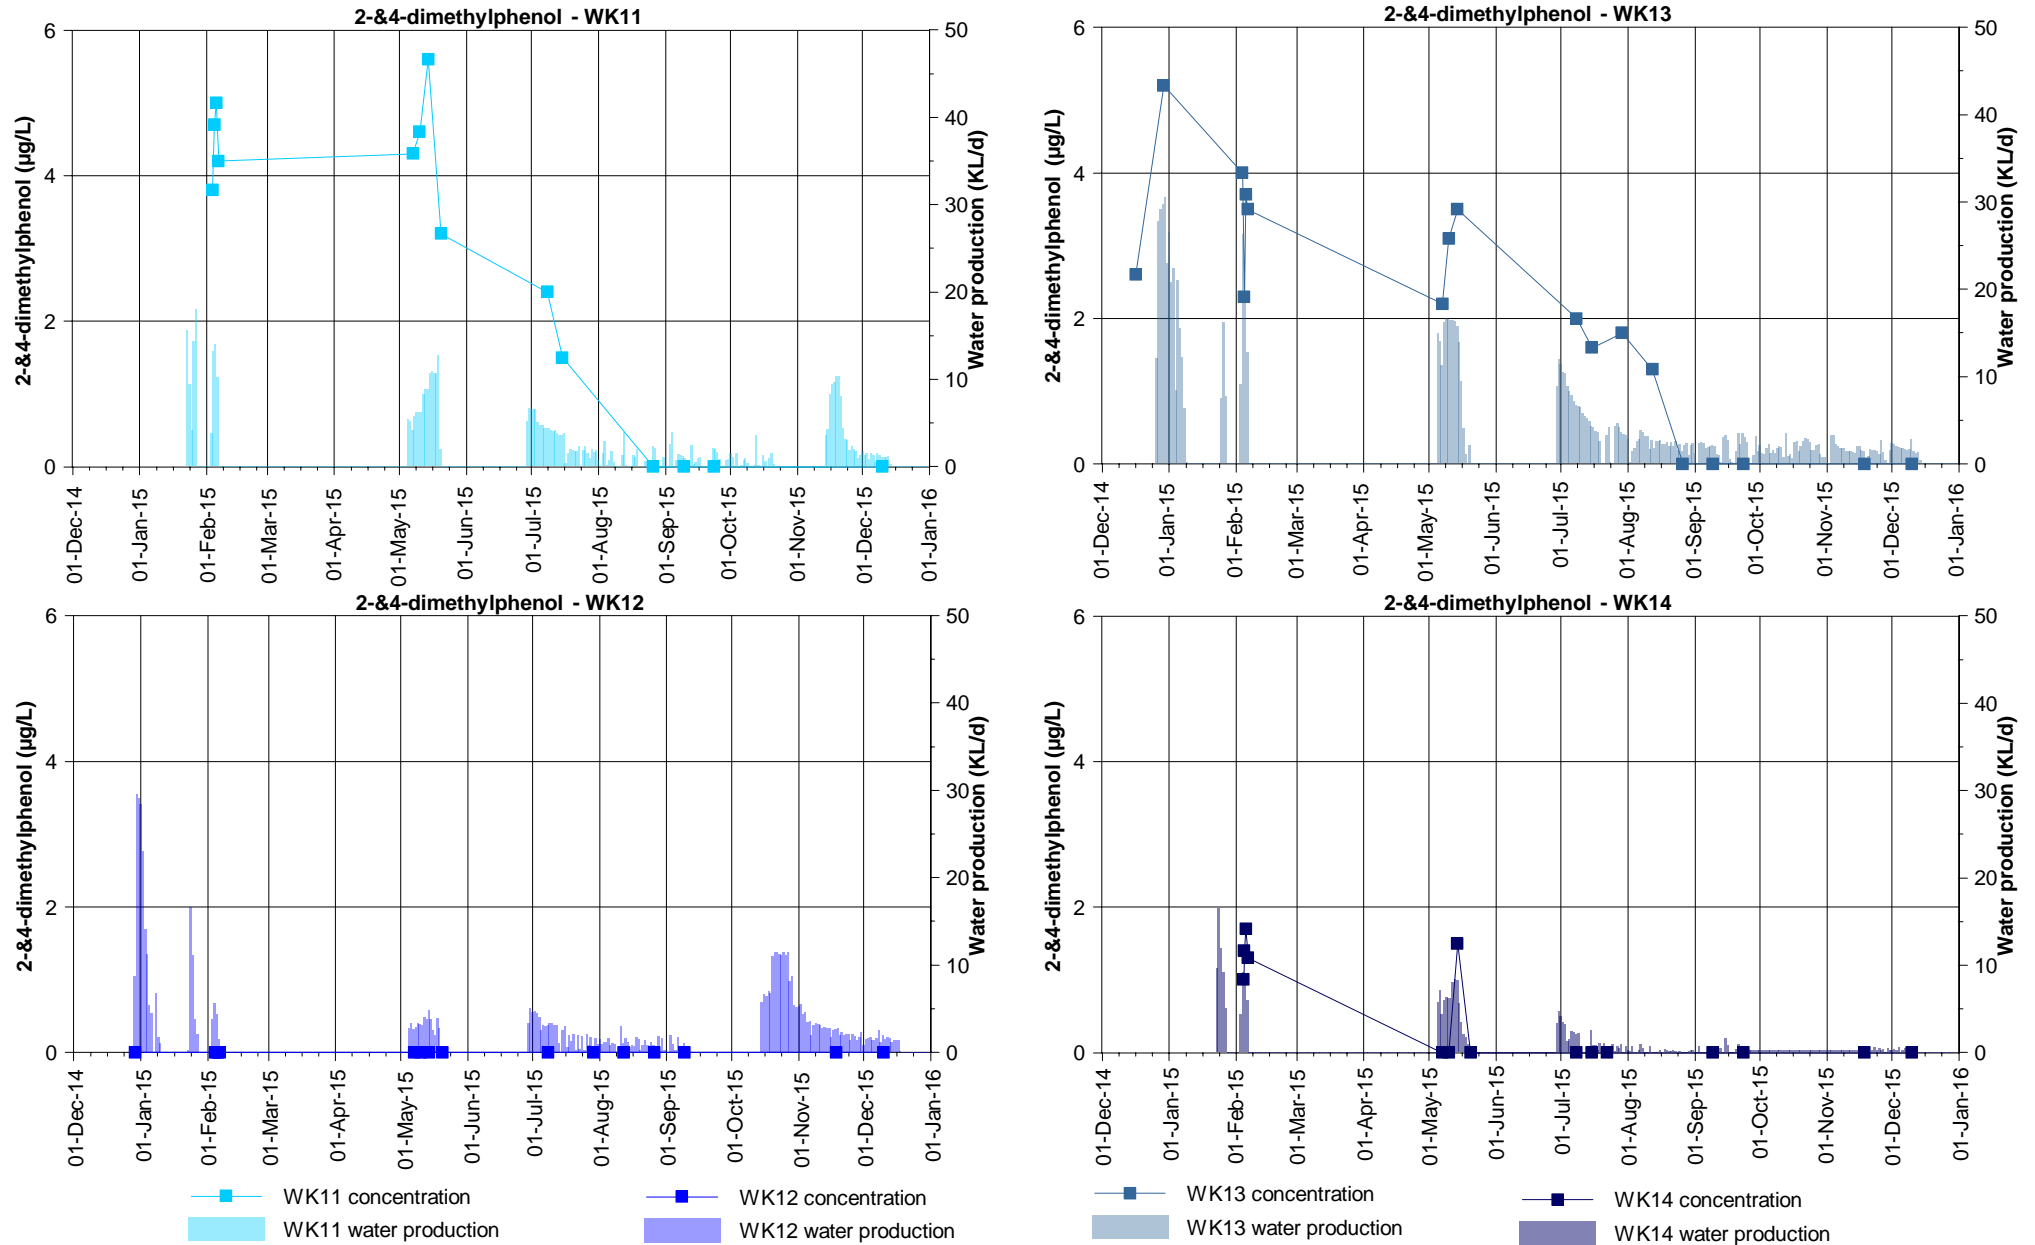 2-&4-dimethylphenol - WK11
6
4
2
0
2-&4-dimethylphenol (µg/L)
50
40
30
20
10
0
Water production (KL/d)
01-Dec-14
01-Jan-15
01-Feb-15
01-Mar-15
01-Apr-15
01-May-15
01-Jun-15
01-Jul-15
01-Aug-15
01-Sep-15
01-Oct-15
01-Nov-15
01-Dec-15
01-Jan-16
2-&4-dimethylphenol - WK13
6
4
2
0
2-&4-dimethylphenol (µg/L)
50
40
30
20
10
0
Water production (KL/d)
01-Dec-14
01-Jan-15
01-Feb-15
01-Mar-15
01-Apr-15
01-May-15
01-Jun-15
01-Jul-15
01-Aug-15
01-Sep-15
01-Oct-15
01-Nov-15
01-Dec-15
01-Jan-16
2-&4-dimethylphenol - WK12
6
4
2
0
2-&4-dimethylphenol (µg/L)
50
40
30
20
10
0
Water production (KL/d)
01-Dec-14
01-Jan-15
01-Feb-15
01-Mar-15
01-Apr-15
01-May-15
01-Jun-15
01-Jul-15
01-Aug-15
01-Sep-15
01-Oct-15
01-Nov-15
01-Dec-15
01-Jan-16
2-&4-dimethylphenol - WK14
6
4
2
0
2-&4-dimethylphenol (µg/L)
50
40
30
20
10
0
Water production (KL/d)
01-Dec-14
01-Jan-15
01-Feb-15
01-Mar-15
01-Apr-15
01-May-15
01-Jun-15
01-Jul-15
01-Aug-15
01-Sep-15
01-Oct-15
01-Nov-15
01-Dec-15
01-Jan-16
WK11 concentration
WK11 water production
WK12 concentration
WK12 water production
WK13 concentration
WK13 water production
WK14 concentration
WK14 water production